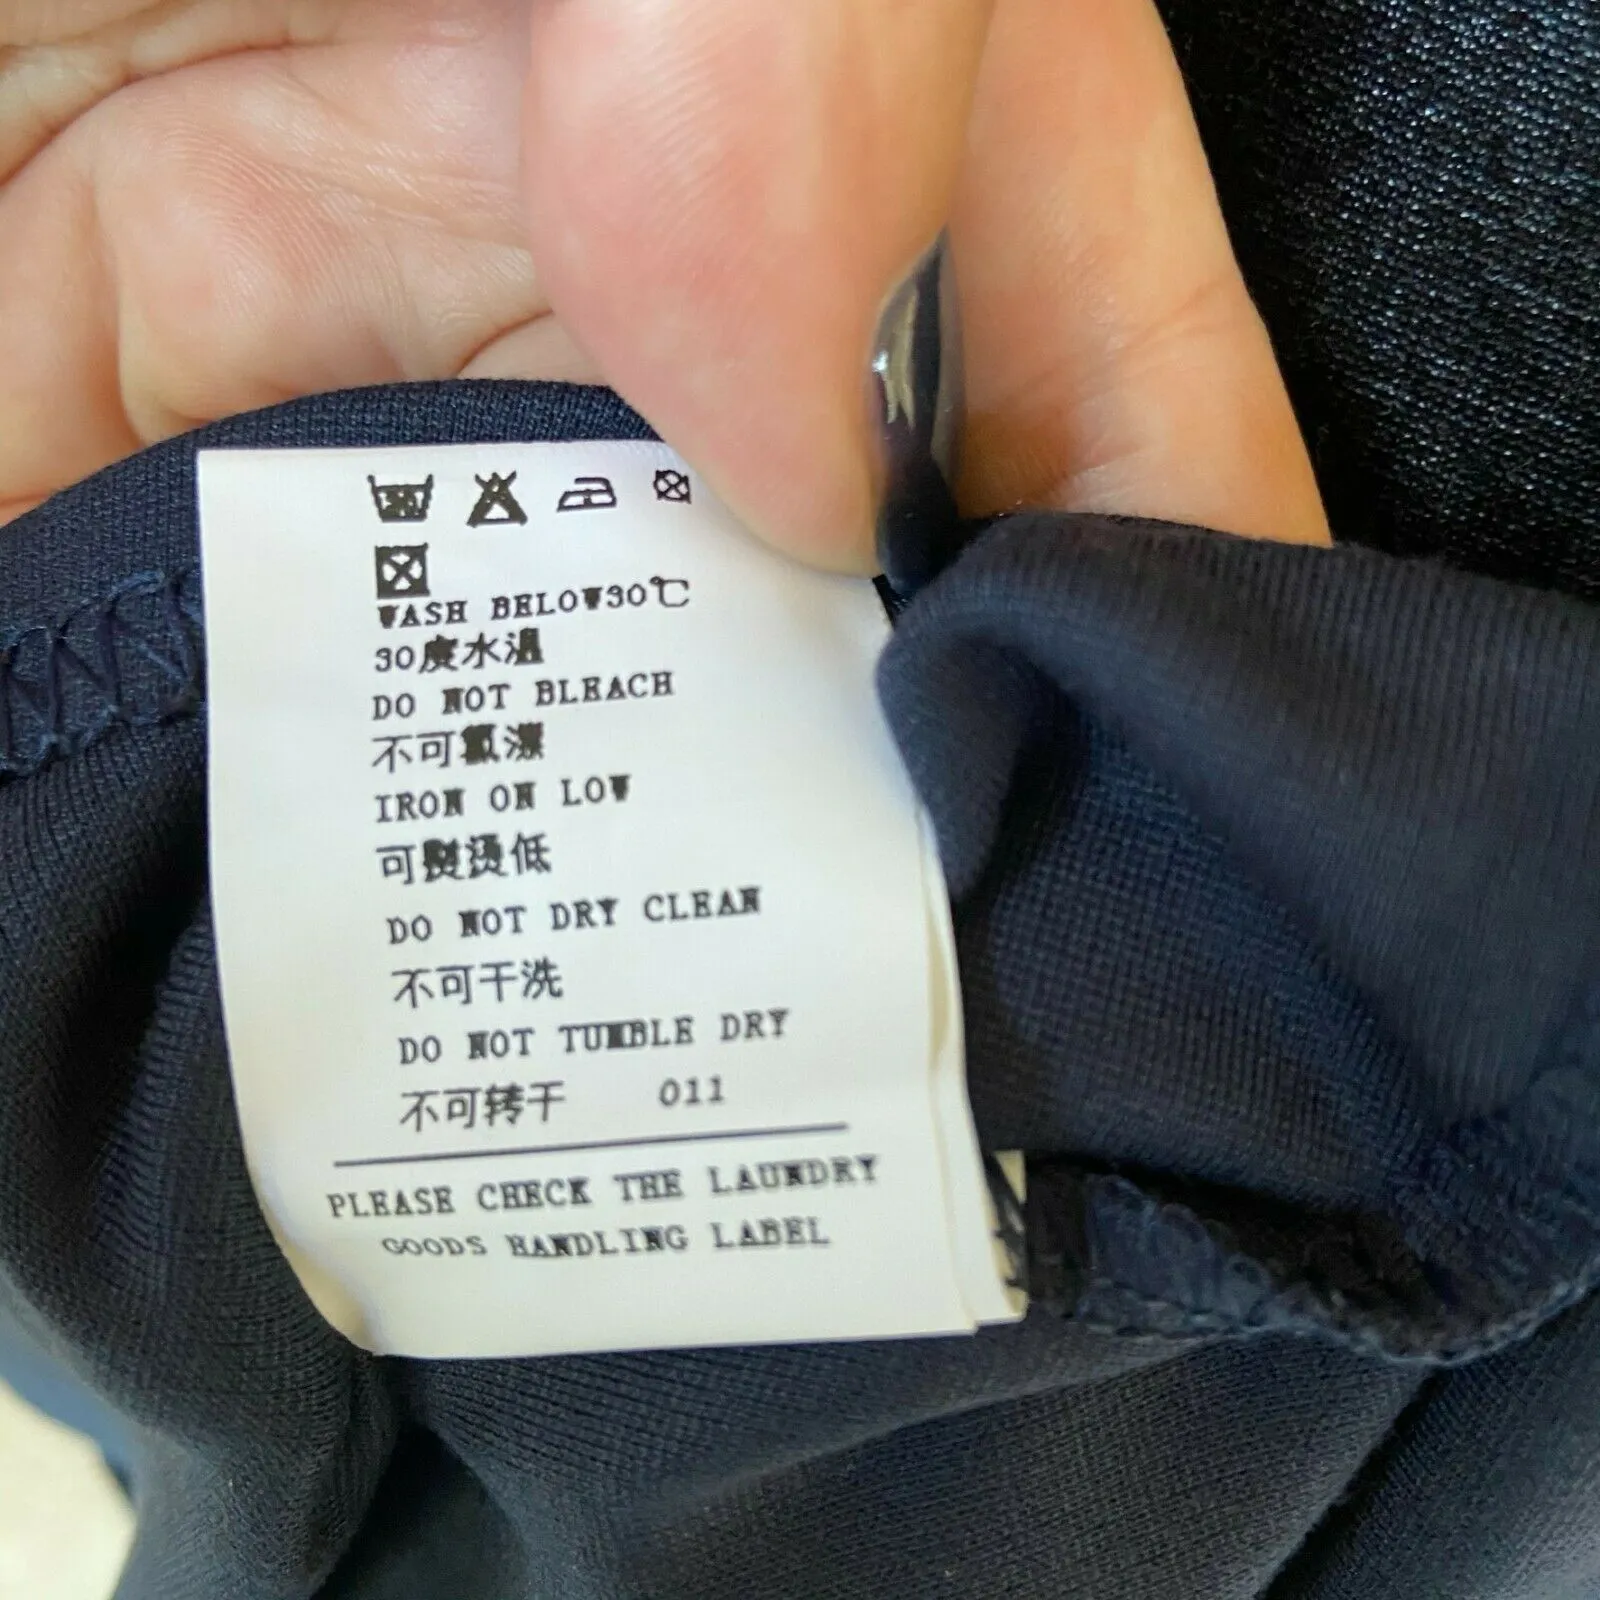 WASH BELOW30℃
30度水温
DO NOT BLEACH
不可氯漂
IRON ON LOW
可熨烫低
DO NOT DRY CLEAN
不可干洗
DO NOT TUMBLE DRY
不可转干 011
PLEASE CHECK THE LAUNDRY
GOODS HANDLING LABEL